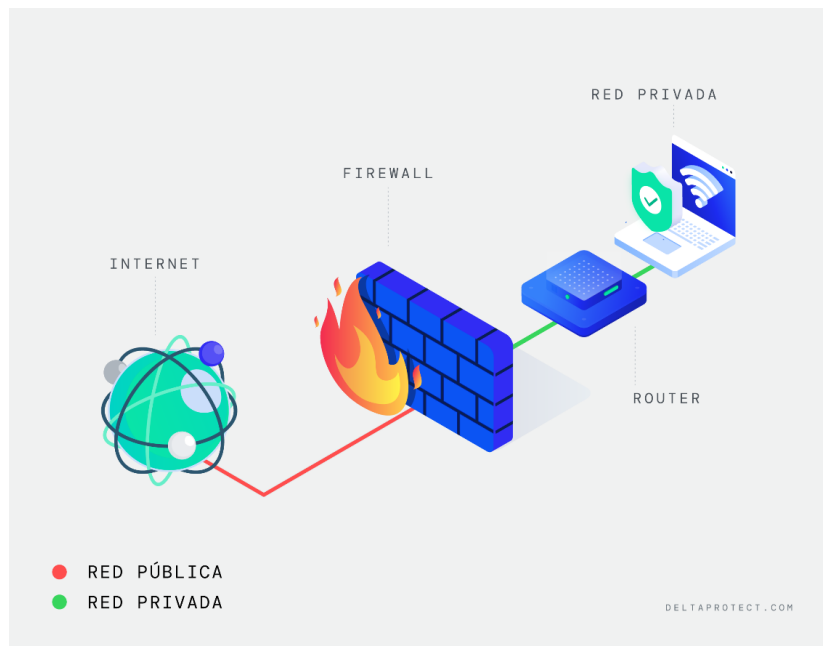 RED PRIVADA
FIREWALL
INTERNET
ROUTER
RED PÚBLICA
RED PRIVADA
DELTAPROTECT.COM